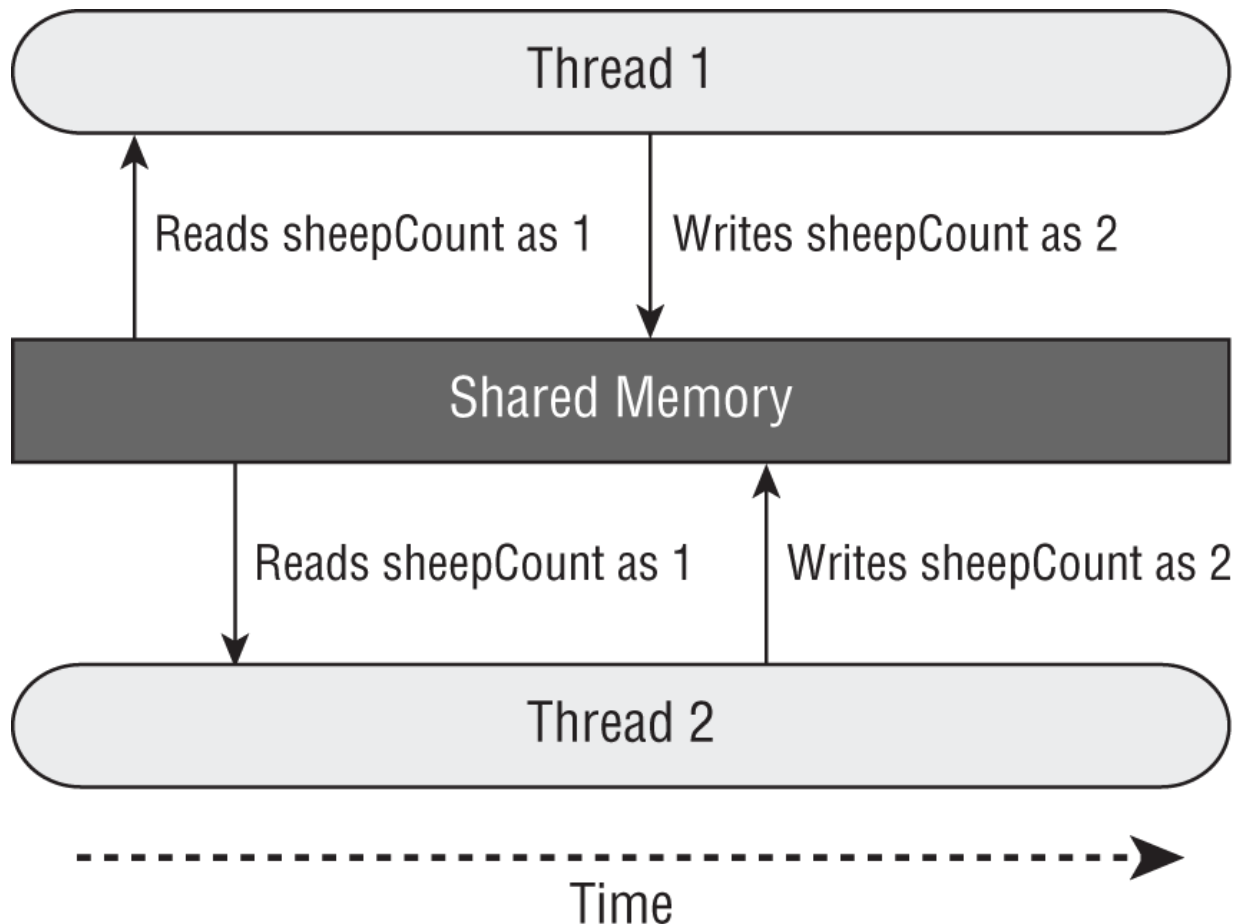 Thread 1
Reads sheepCount as 1
Writes sheepCount as 2
Shared Memory
Reads sheepCount as 1
Writes sheepCount as 2
Thread 2
Time